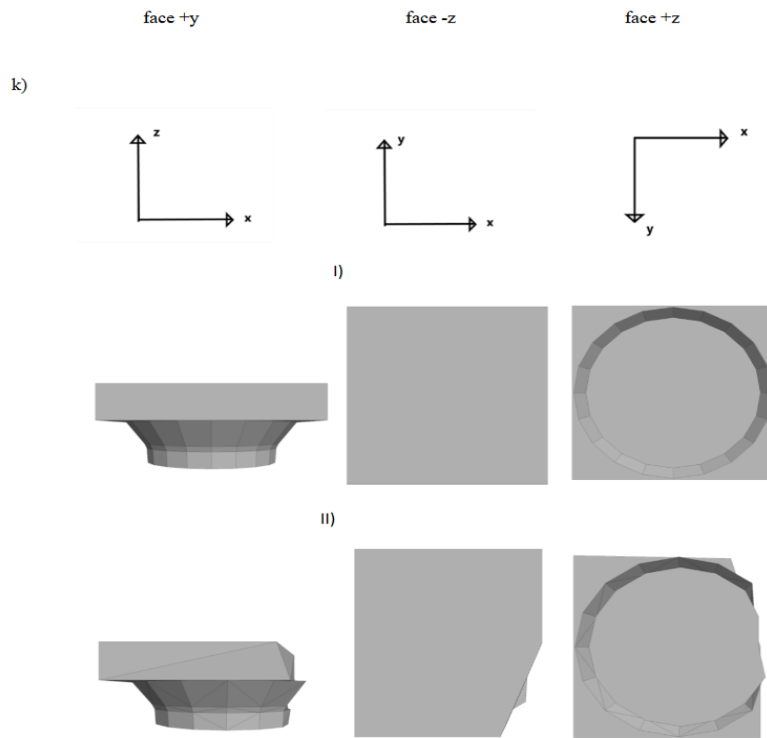 face +y face -z face +z
k)
z x
y x
x y
I)
II)